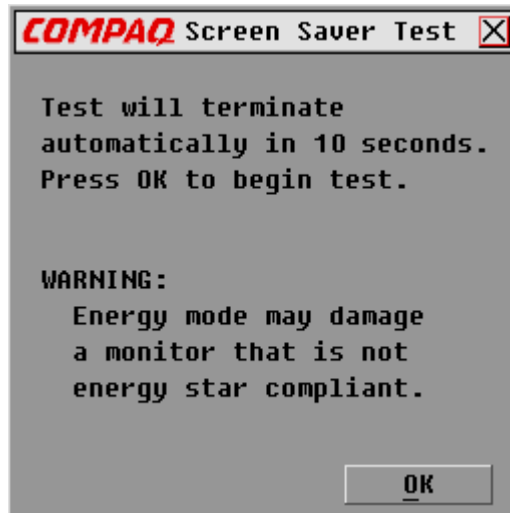 COMPAQ Screen Saver Test
Test will terminate
automatically in 10 seconds.
Press OK to begin test.
WARNING:
Energy mode may damage
a monitor that is not
energy star compliant.
OK